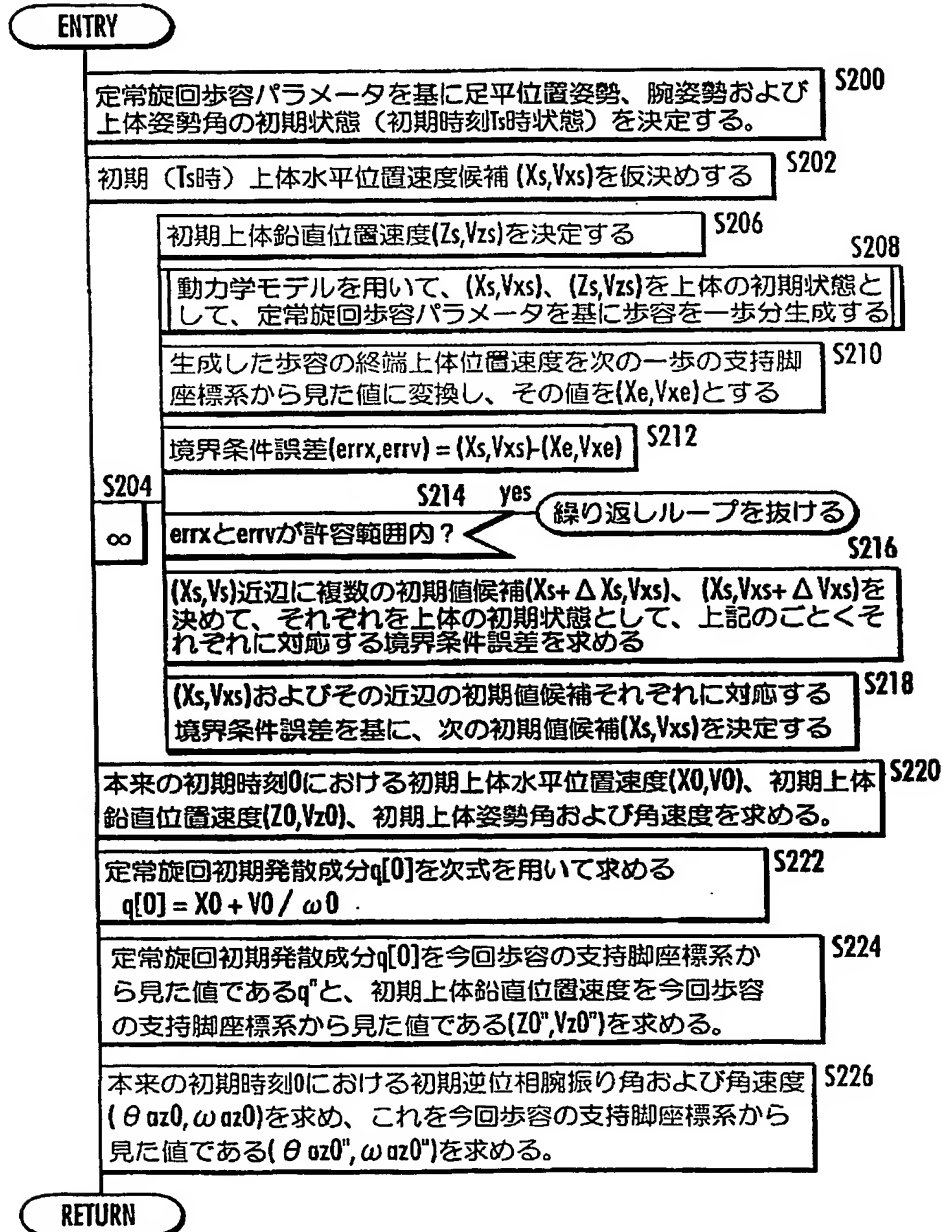 ENTRY
S200
定常旋回歩容パラメータを基に足平位置姿勢、腕姿勢および
上体姿勢角の初期状態（初期時刻Ts時状態）を決定する。
S202
初期（Ts時）上体水平位置速度候補 (Xs,Vxs)を仮決めする
S206
初期上体鉛直位置速度(Zs,Vzs)を決定する
S208
動力学モデルを用いて、(Xs,Vxs)、(Zs,Vzs)を上体の初期状態と
して、定常旋回歩容パラメータを基に歩容を一歩分生成する
S210
生成した歩容の終端上体位置速度を次の一歩の支持脚
座標系から見た値に変換し、その値を(Xe,Vxe)とする
S212
境界条件誤差(errx,errv) = (Xs,Vxs)-(Xe,Vxe)
S204
∞
S214 yes
errxとerrvが許容範囲内？
繰り返しループを抜ける
S216
(Xs,Vs)近辺に複数の初期値候補(Xs+ΔXs,Vxs)、(Xs,Vxs+ΔVxs)を
決めて、それぞれを上体の初期状態として、上記のごとくそ
れぞれに対応する境界条件誤差を求める
S218
(Xs,Vxs)およびその近辺の初期値候補それぞれに対応する
境界条件誤差を基に、次の初期値候補(Xs,Vxs)を決定する
S220
本来の初期時刻0における初期上体水平位置速度(X0,V0)、初期上体
鉛直位置速度(Z0,Vz0)、初期上体姿勢角および角速度を求める。
S222
定常旋回初期発散成分q[0]を次式を用いて求める
q[0] = X0 + V0 / ω0
S224
定常旋回初期発散成分q[0]を今回歩容の支持脚座標系か
ら見た値であるq"と、初期上体鉛直位置速度を今回歩容
の支持脚座標系から見た値である(Z0",Vz0")を求める。
S226
本来の初期時刻0における初期逆位相腕振り角および角速度
(θaz0,ωaz0)を求め、これを今回歩容の支持脚座標系から
見た値である(θaz0",ωaz0")を求める。
RETURN